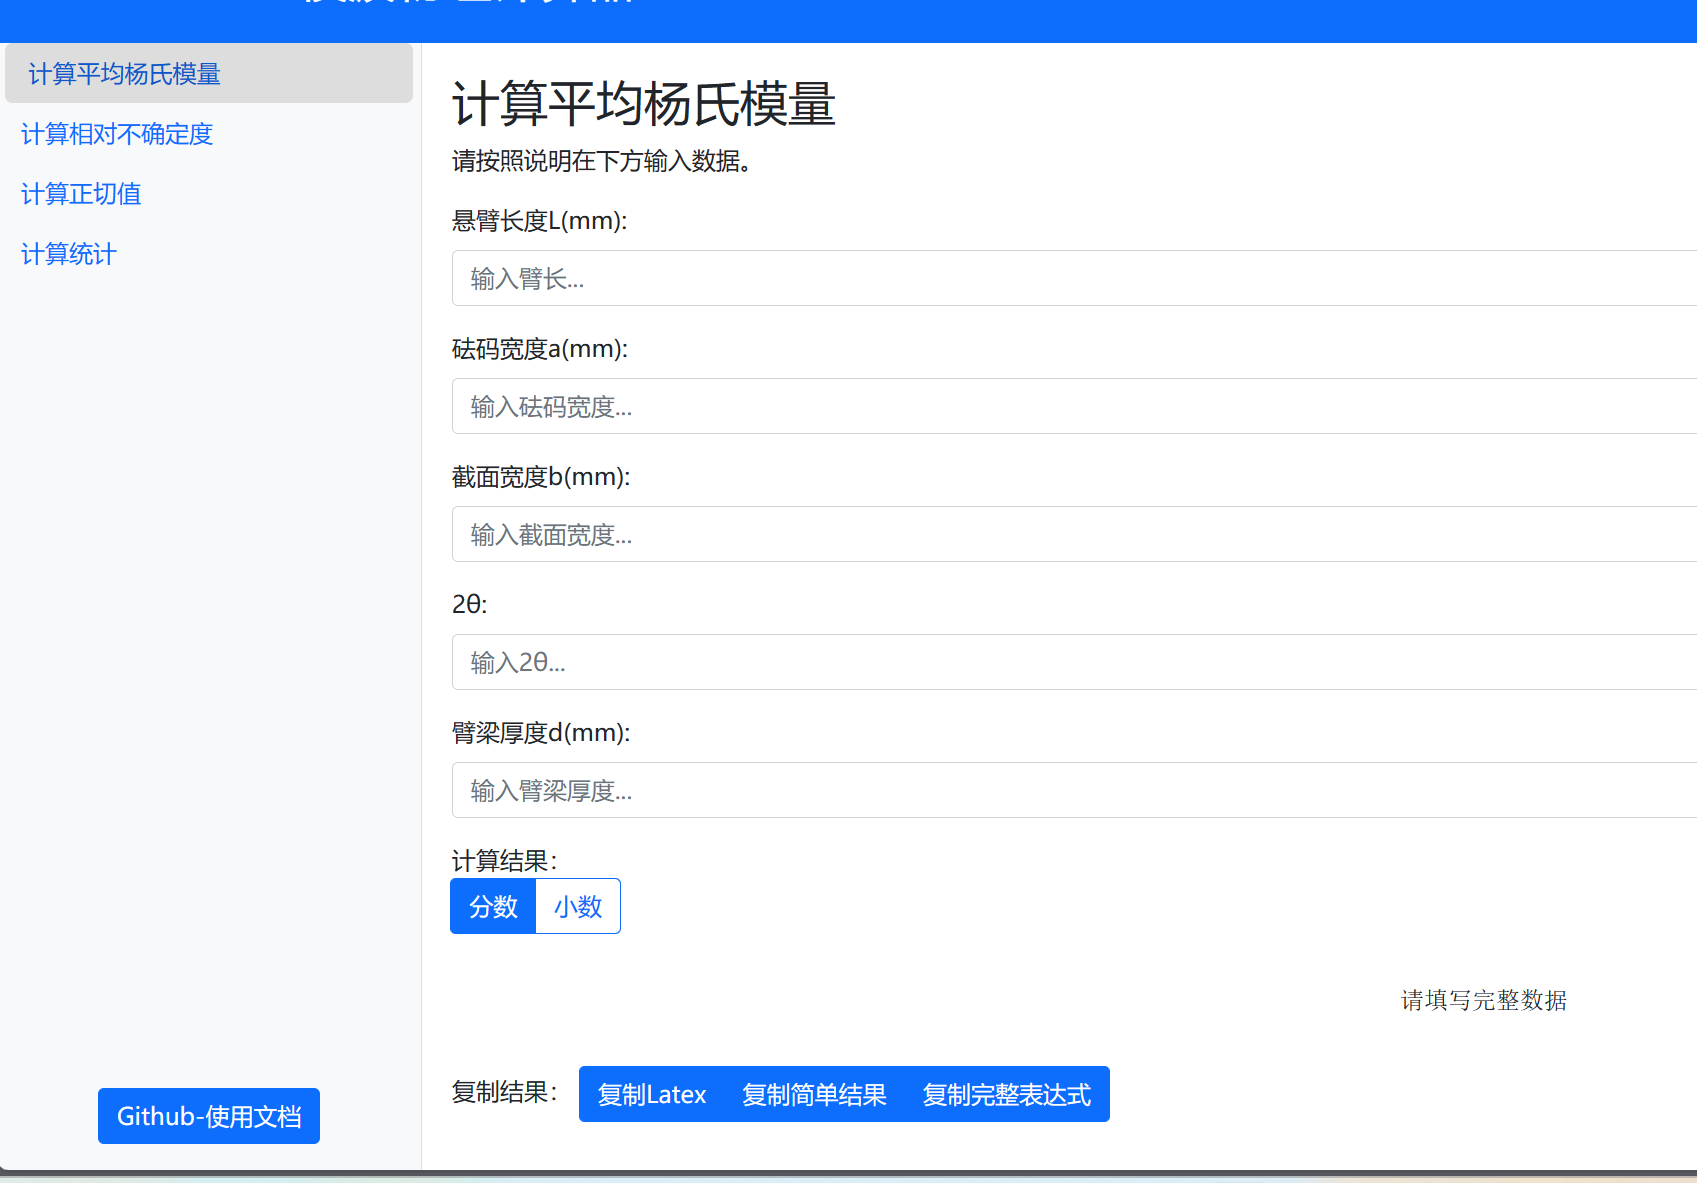 计算平均杨氏模量
计算相对不确定度
计算正切值
计算统计
Github-使用文档
计算平均杨氏模量
请按照说明在下方输入数据。
悬臂长度L(mm):
输入臂长...
砝码宽度a(mm):
输入砝码宽度...
截面宽度b(mm):
输入截面宽度...
2θ:
输入2θ...
臂梁厚度d(mm):
输入臂梁厚度...
计算结果：
分数 小数
请填写完整数据
复制结果： 复制Latex 复制简单结果 复制完整表达式